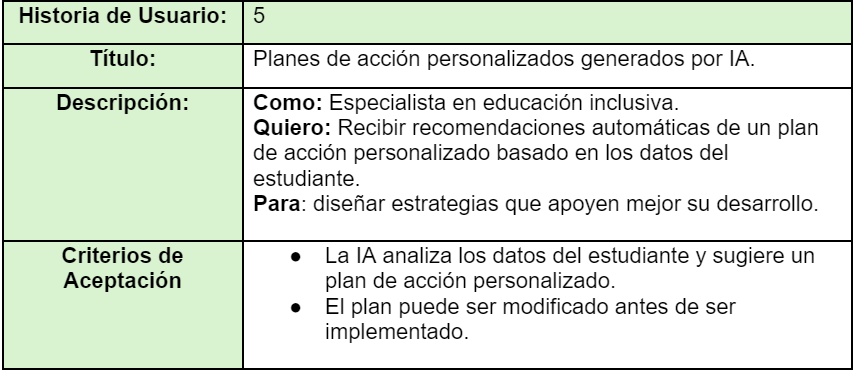 Historia de Usuario: 5
Título: Planes de acción personalizados generados por IA.
Descripción: Como: Especialista en educación inclusiva.
Quiero: Recibir recomendaciones automáticas de un plan
de acción personalizado basado en los datos del
estudiante.
Para: diseñar estrategias que apoyen mejor su desarrollo.
Criterios de
Aceptación
● La IA analiza los datos del estudiante y sugiere un
plan de acción personalizado.
● El plan puede ser modificado antes de ser
implementado.